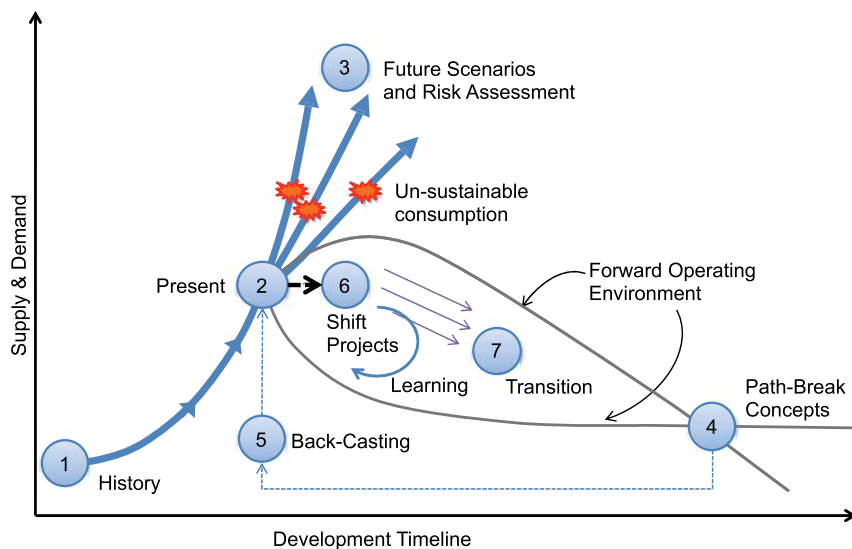 3
Future Scenarios
and Risk Assessment
Un-sustainable
consumption
Supply & Demand
Present
2
6
Shift
Projects
Learning
7
Transition
Forward Operating
Environment
Path-Break
Concepts
4
5
Back-Casting
1
History
Development Timeline